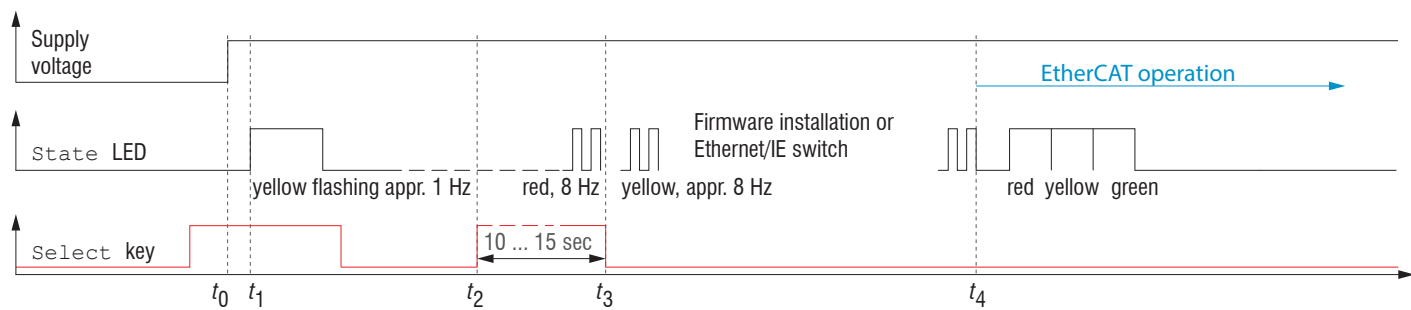 Supply
voltage
EtherCAT operation
State LED
Firmware installation or
Ethernet/IE switch
yellow flashing appr. 1 Hz
red, 8 Hz
yellow, appr. 8 Hz
red yellow green
Select key
10 ... 15 sec
t0
t1
t2
t3
t4